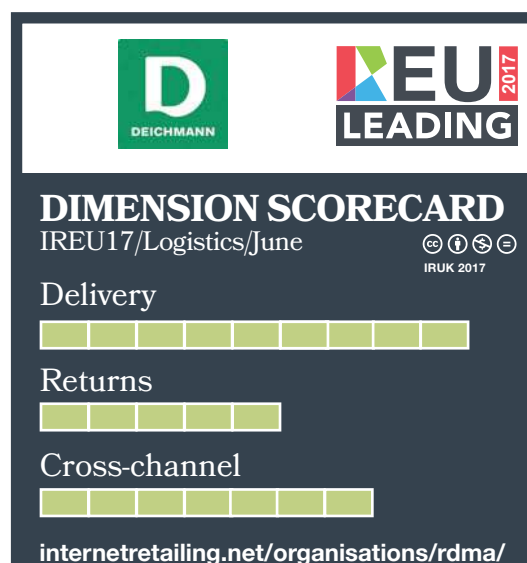 D
DEICHMANN
REU
2017
LEADING
DIMENSION SCORECARD
IREU17/Logistics/June
cc
IRUK 2017
Delivery
Returns
Cross-channel
internetretailing.net/organisations/rdma/